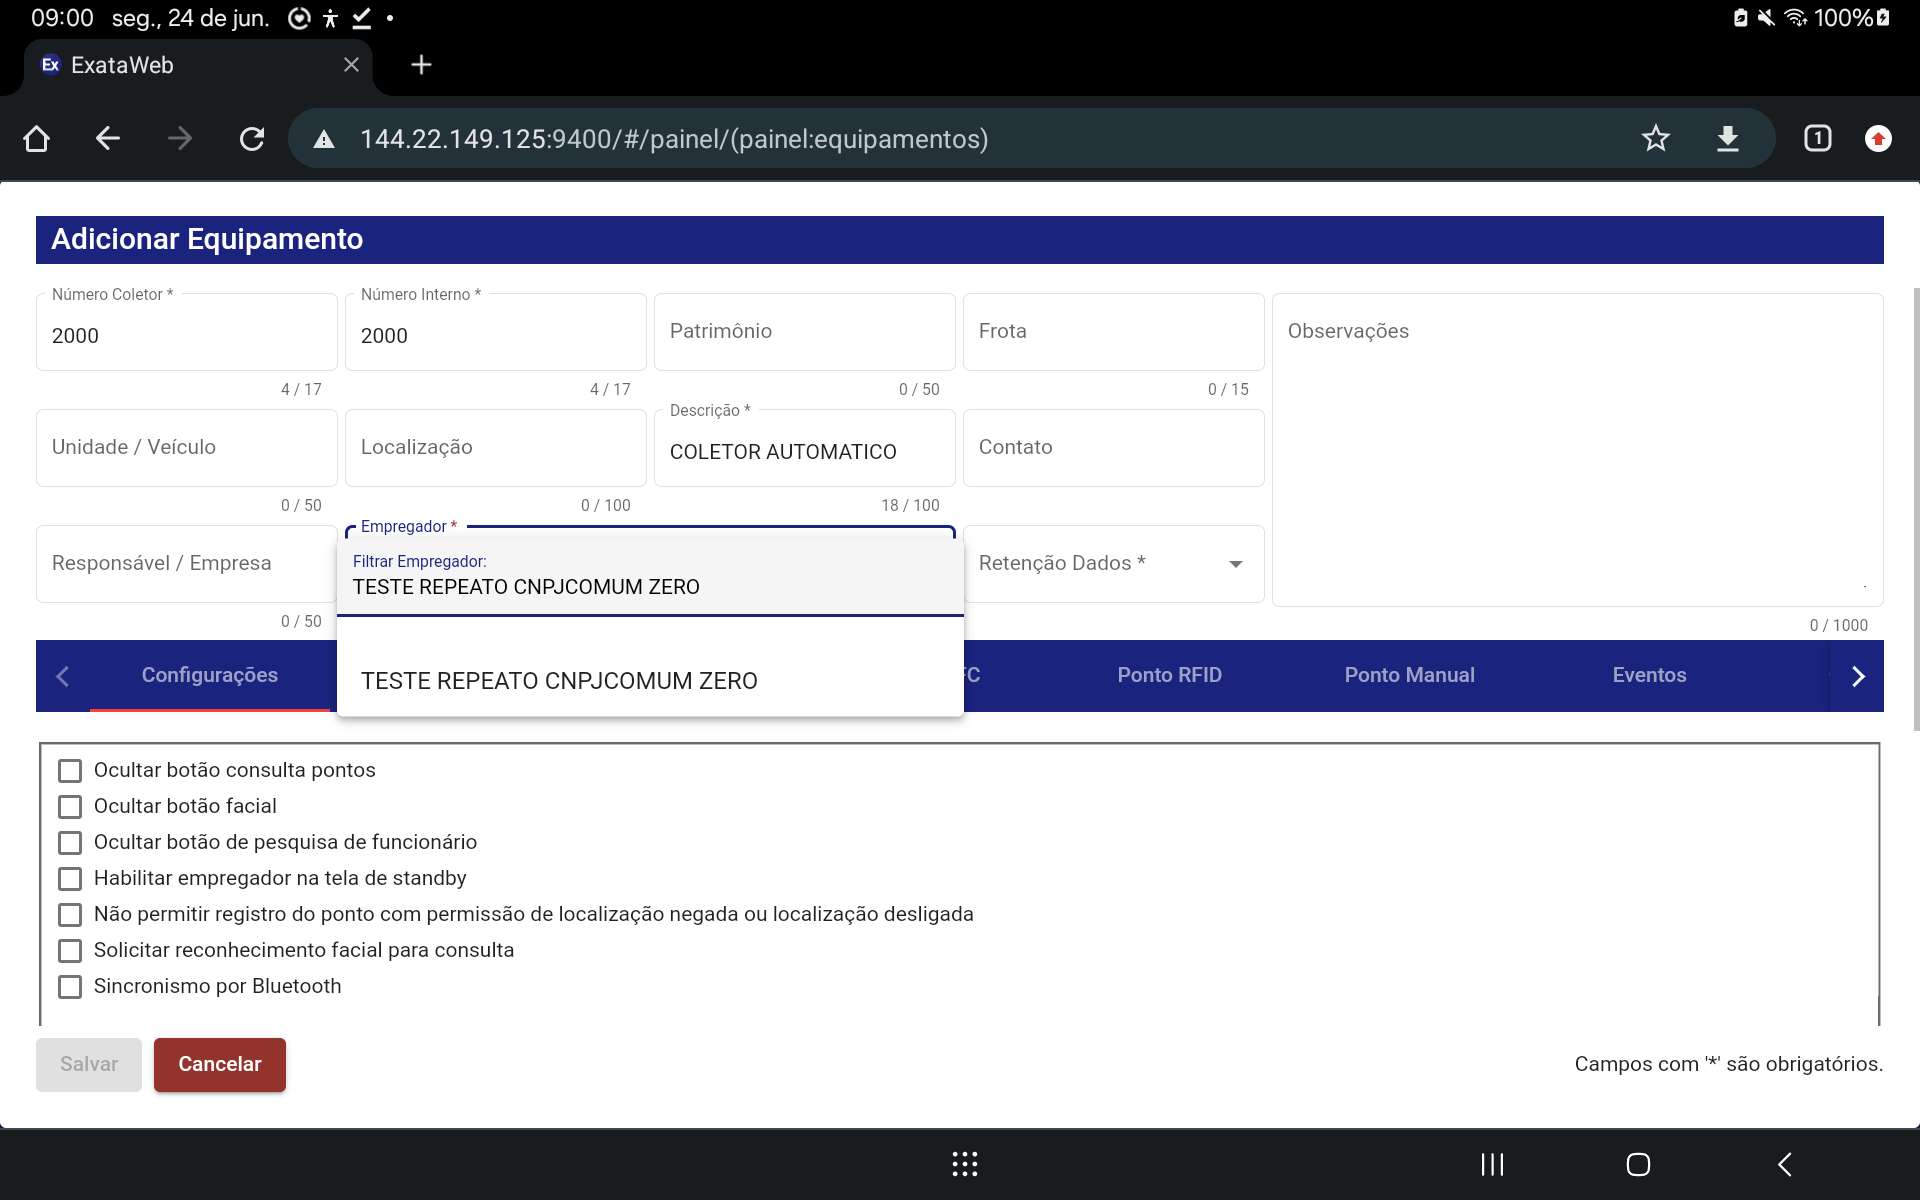 09:00 seg., 24 de jun.
100%
Ex ExataWeb
144.22.149.125:9400/#/painel/(painel:equipamentos)
1
Adicionar Equipamento
Número Coletor *
2000
4 / 17
Número Interno *
2000
4 / 17
Patrimônio
0 / 50
Frota
0 / 15
Observações
0 / 1000
Unidade / Veículo
0 / 50
Localização
0 / 100
Descrição *
COLETOR AUTOMATICO
18 / 100
Contato
Responsável / Empresa
0 / 50
Empregador *
Filtrar Empregador:
TESTE REPEATO CNPJCOMUM ZERO
TESTE REPEATO CNPJCOMUM ZERO
Retenção Dados *
Configurações
FC
Ponto RFID
Ponto Manual
Eventos
Ocultar botão consulta pontos
Ocultar botão facial
Ocultar botão de pesquisa de funcionário
Habilitar empregador na tela de standby
Não permitir registro do ponto com permissão de localização negada ou localização desligada
Solicitar reconhecimento facial para consulta
Sincronismo por Bluetooth
Salvar
Cancelar
Campos com '*' são obrigatórios.